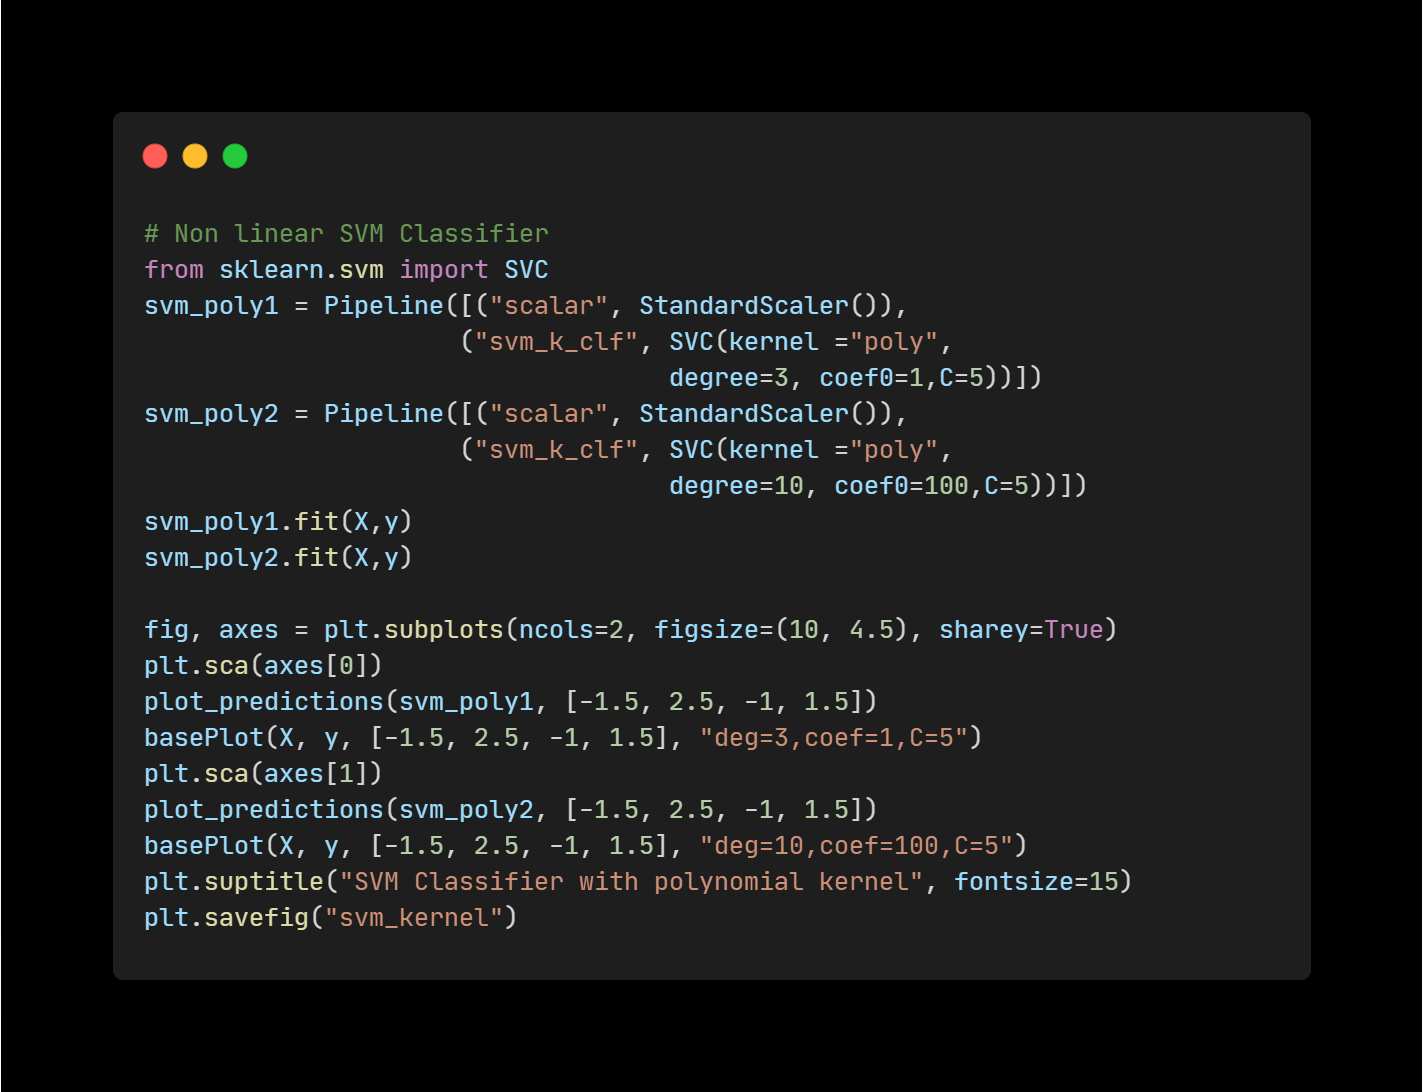 # Non linear SVM Classifier
from sklearn.svm import SVC
svm_poly1 = Pipeline([("scalar", StandardScaler()),
                     ("svm_k_clf", SVC(kernel ="poly",
                                   degree=3, coef0=1,C=5))])
svm_poly2 = Pipeline([("scalar", StandardScaler()),
                     ("svm_k_clf", SVC(kernel ="poly",
                                   degree=10, coef0=100,C=5))])
svm_poly1.fit(X,y)
svm_poly2.fit(X,y)

fig, axes = plt.subplots(ncols=2, figsize=(10, 4.5), sharey=True)
plt.sca(axes[0])
plot_predictions(svm_poly1, [-1.5, 2.5, -1, 1.5])
basePlot(X, y, [-1.5, 2.5, -1, 1.5], "deg=3,coef=1,C=5")
plt.sca(axes[1])
plot_predictions(svm_poly2, [-1.5, 2.5, -1, 1.5])
basePlot(X, y, [-1.5, 2.5, -1, 1.5], "deg=10,coef=100,C=5")
plt.suptitle("SVM Classifier with polynomial kernel", fontsize=15)
plt.savefig("svm_kernel")